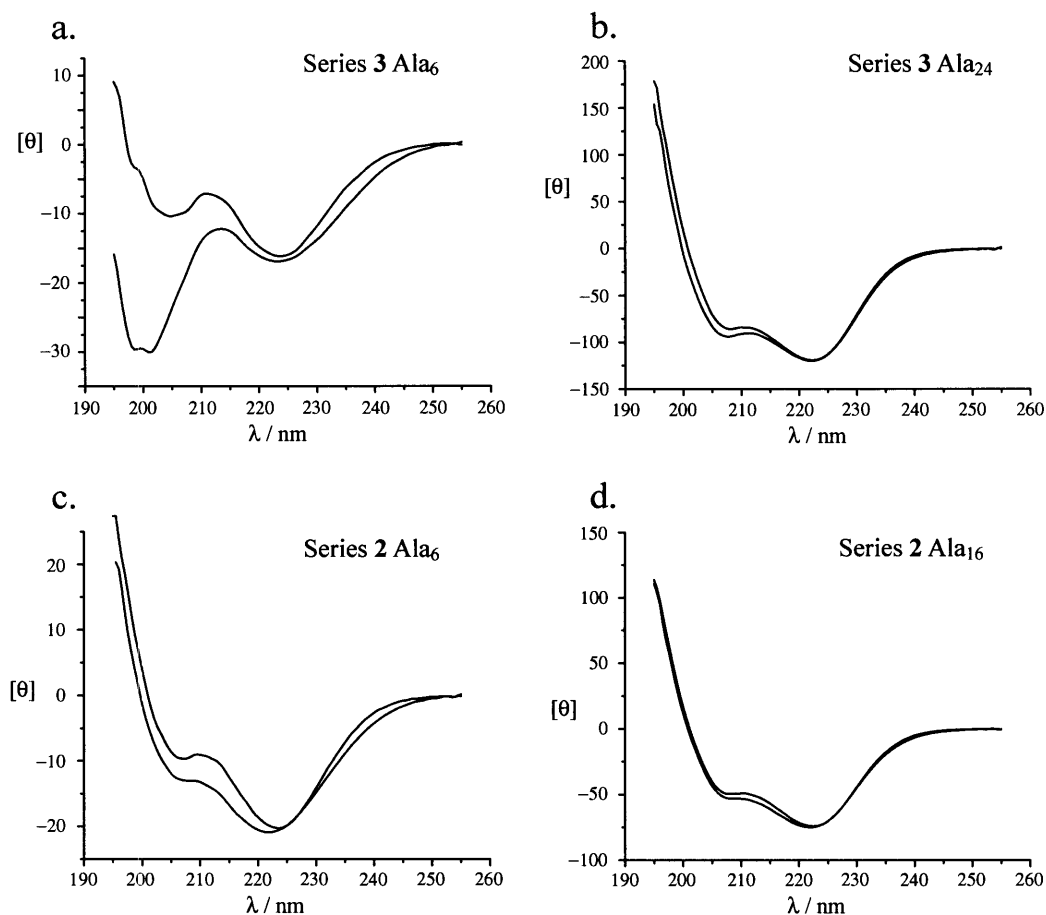 a.
Series 3 Ala₆
[θ]
10
0
−10
−20
−30
190 200 210 220 230 240 250 260
λ / nm
b.
Series 3 Ala₂₄
[θ]
200
150
100
50
0
−50
−100
−150
190 200 210 220 230 240 250 260
λ / nm
c.
Series 2 Ala₆
[θ]
20
10
0
−10
−20
190 200 210 220 230 240 250 260
λ / nm
d.
Series 2 Ala₁₆
[θ]
150
100
50
0
−50
−100
190 200 210 220 230 240 250 260
λ / nm